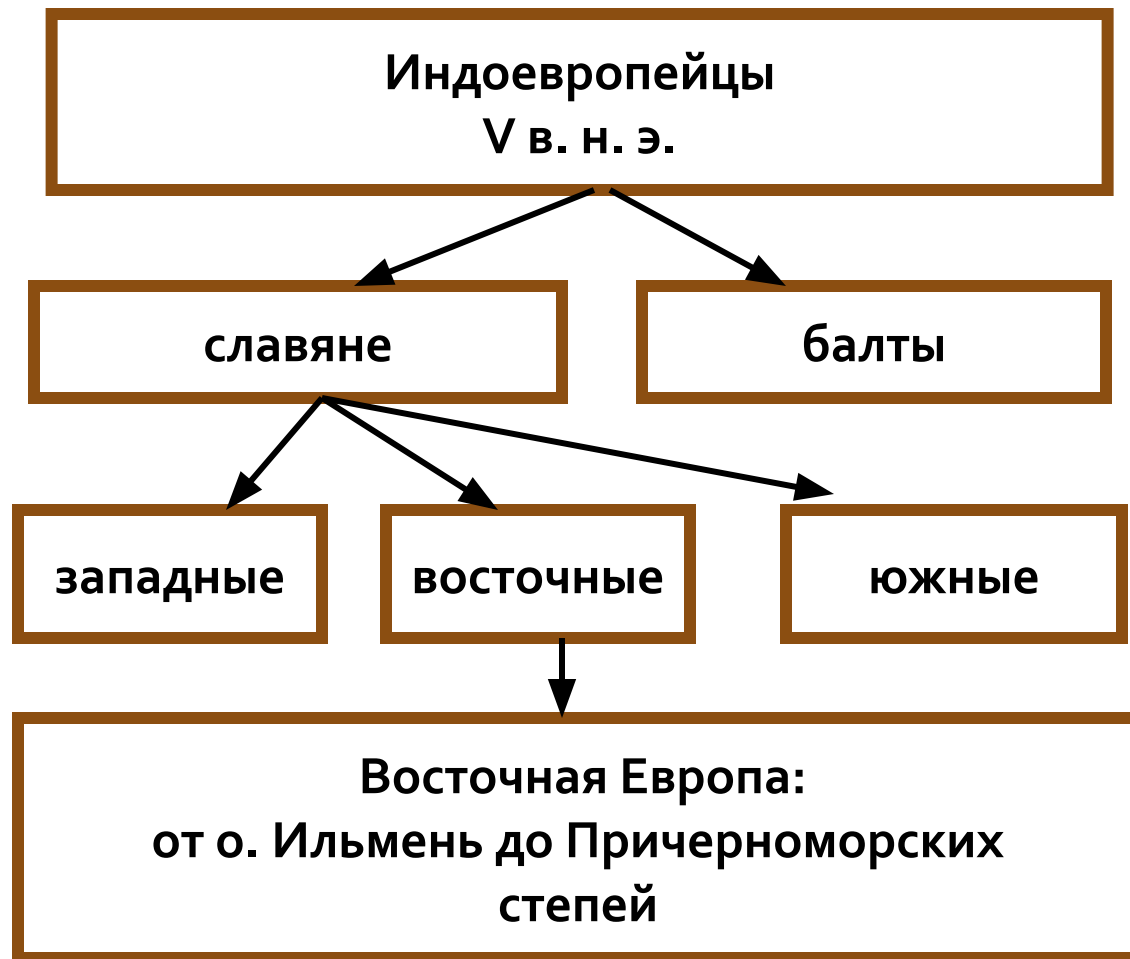 Индоевропейцы
V в. н. э.
славяне
балты
западные
восточные
южные
Восточная Европа:
от о. Ильмень до Причерноморских
степей